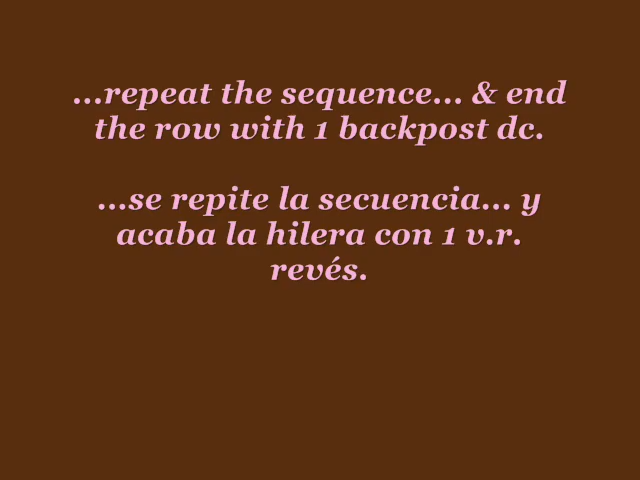 ...repeat the sequence... & end
the row with 1 backpost dc.
...se repite la secuencia... y
acaba la hilera con 1 v.r.
revés.